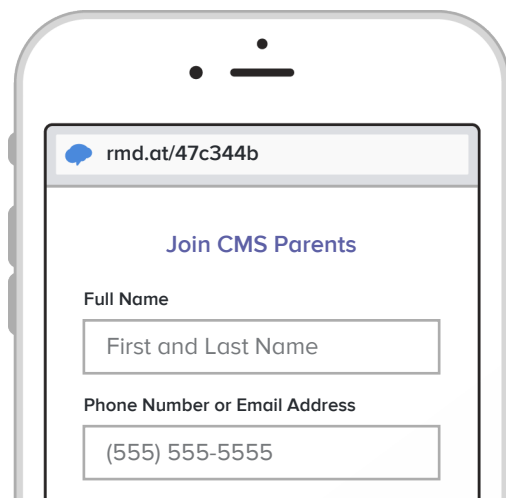 rmd.at/47c344b
Join CMS Parents
Full Name
First and Last Name
Phone Number or Email Address
(555) 555-5555